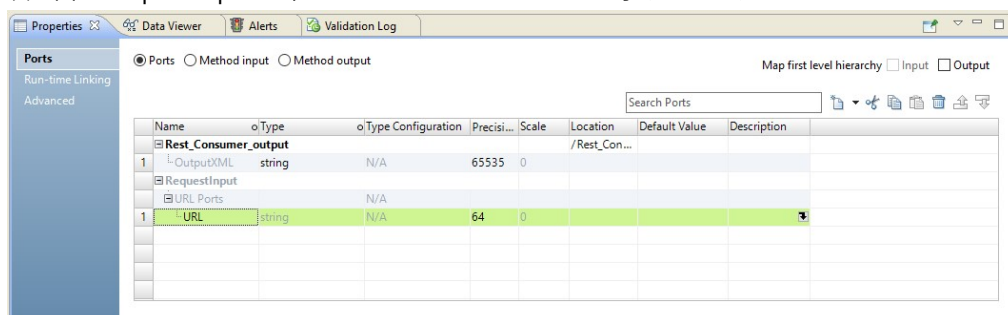 Properties Data Viewer Alerts Validation Log
Ports
Run-time Linking
Advanced
Ports Method input Method output
Map first level hierarchy Input Output
Search Ports
Name Type Type Configuration Precisi... Scale Location Default Value Description
Rest_Consumer_output /Rest_Con...
1 OutputXML string N/A 65535 0
RequestInput
URL Ports N/A
1 URL string N/A 64 0